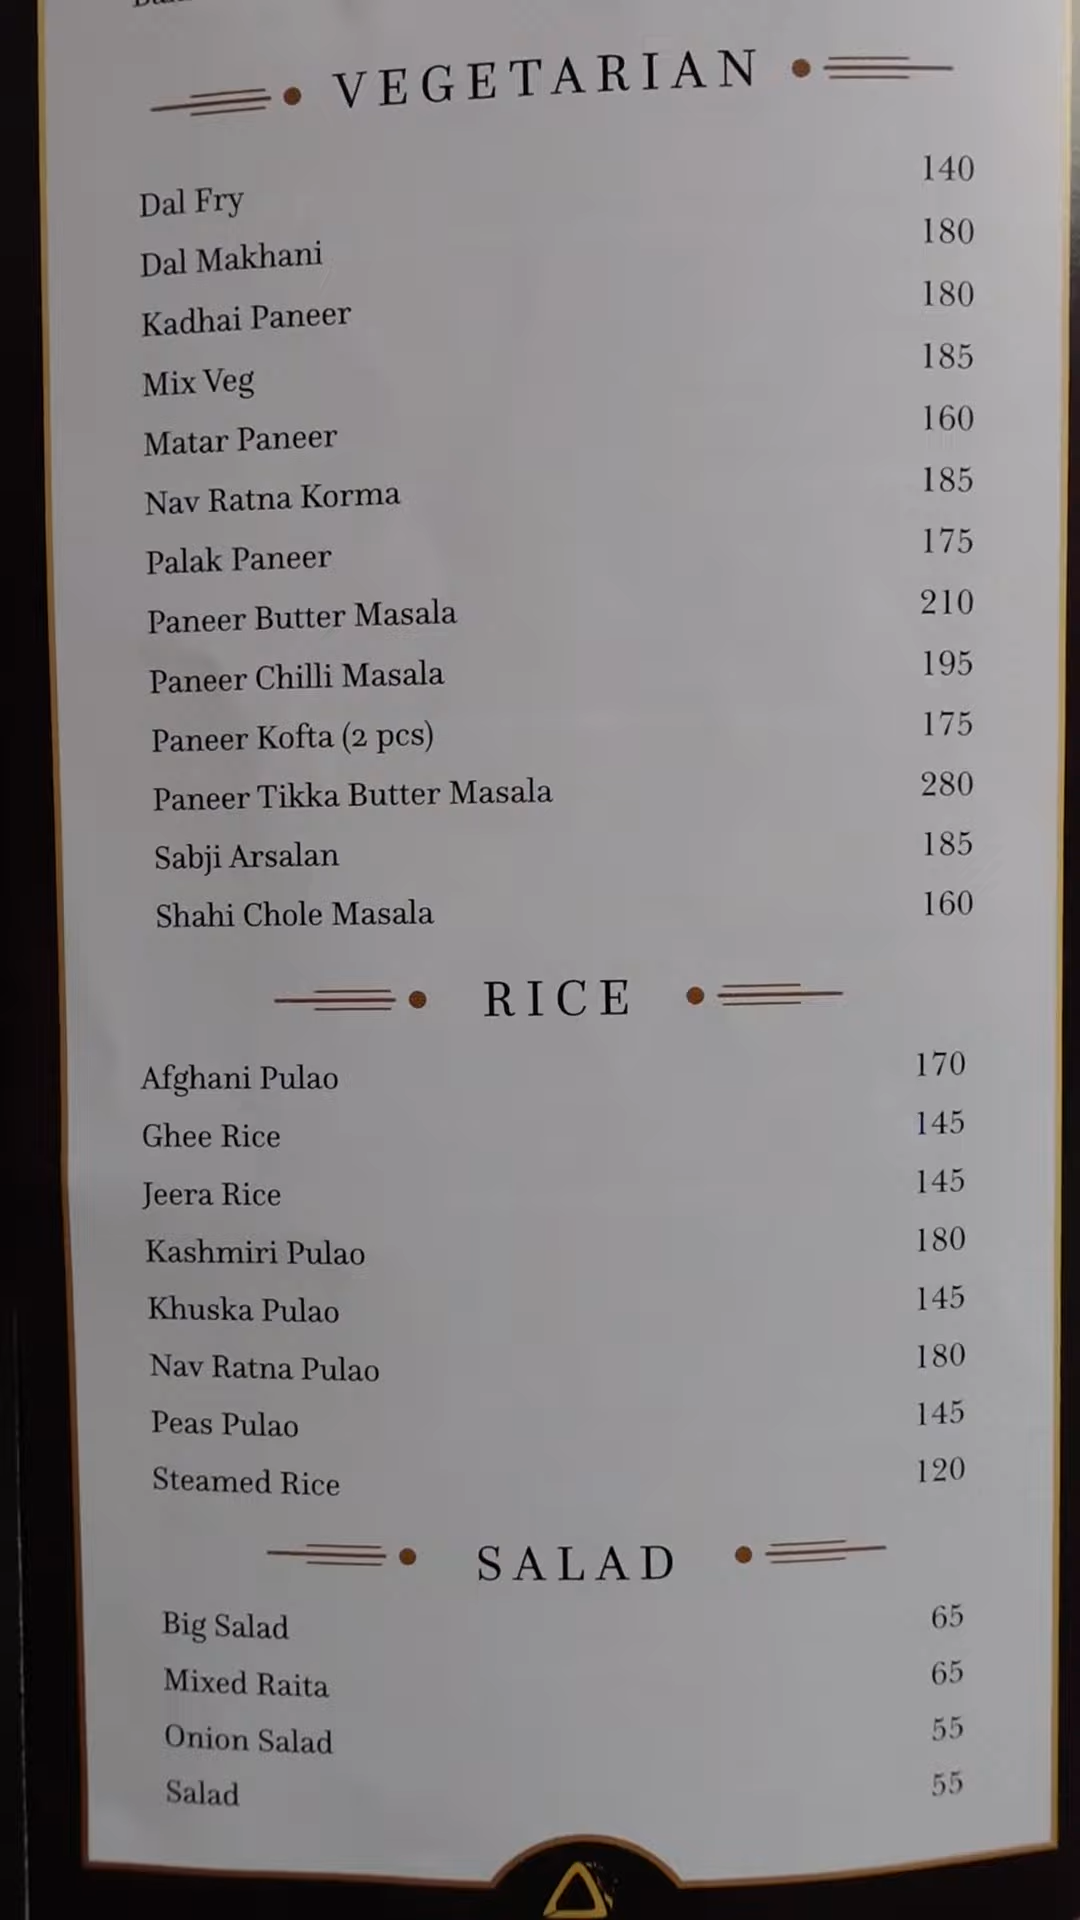 VEGETARIAN
Dal Fry 140
Dal Makhani 180
Kadhai Paneer 180
Mix Veg 185
Matar Paneer 160
Nav Ratna Korma 185
Palak Paneer 175
Paneer Butter Masala 210
Paneer Chilli Masala 195
Paneer Kofta (2 pcs) 175
Paneer Tikka Butter Masala 280
Sabji Arsalan 185
Shahi Chole Masala 160
RICE
Afghani Pulao 170
Ghee Rice 145
Jeera Rice 145
Kashmiri Pulao 180
Khuska Pulao 145
Nav Ratna Pulao 180
Peas Pulao 145
Steamed Rice 120
SALAD
Big Salad 65
Mixed Raita 65
Onion Salad 55
Salad 55